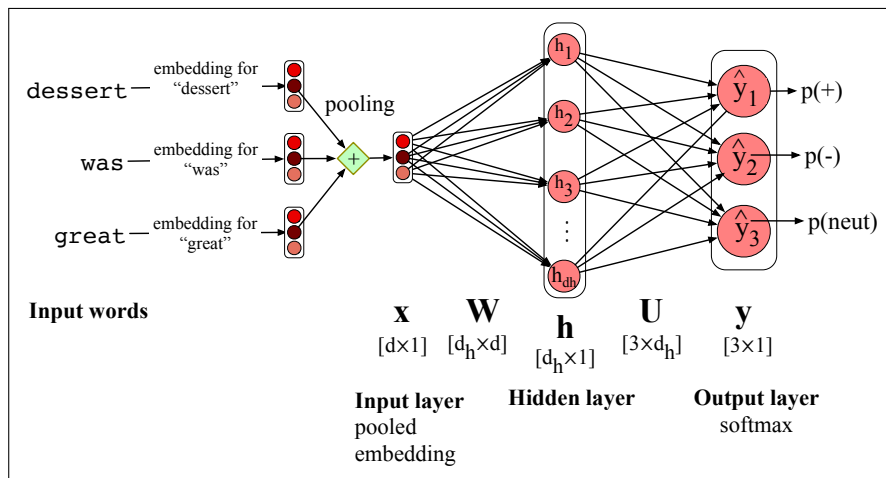 dessert
embedding for
“dessert”
pooling
was
embedding for
“was”
+
great
embedding for
“great”
h1
h2
h3
⋮
hdh
ŷ1
ŷ2
ŷ3
p(+)
p(-)
p(neut)
Input words
x
[d×1]
W
[dh×d]
h
[dh×1]
U
[3×dh]
y
[3×1]
Input layer
pooled
embedding
Hidden layer
Output layer
softmax